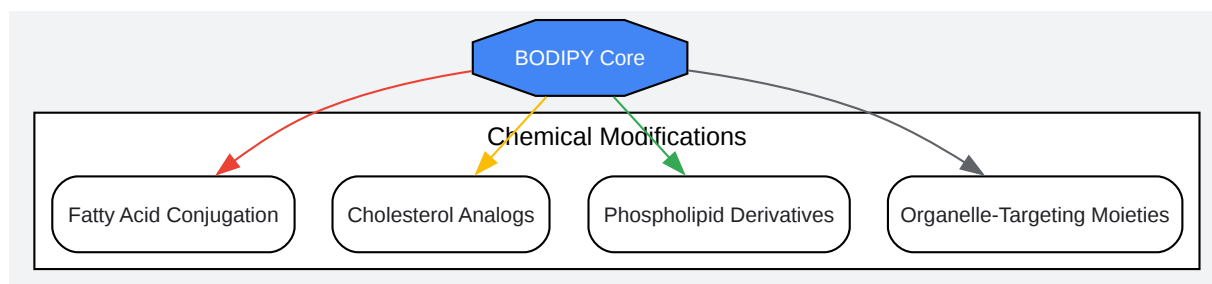 BODIPY Core
Chemical Modifications
Fatty Acid Conjugation
Cholesterol Analogs
Phospholipid Derivatives
Organelle-Targeting Moieties